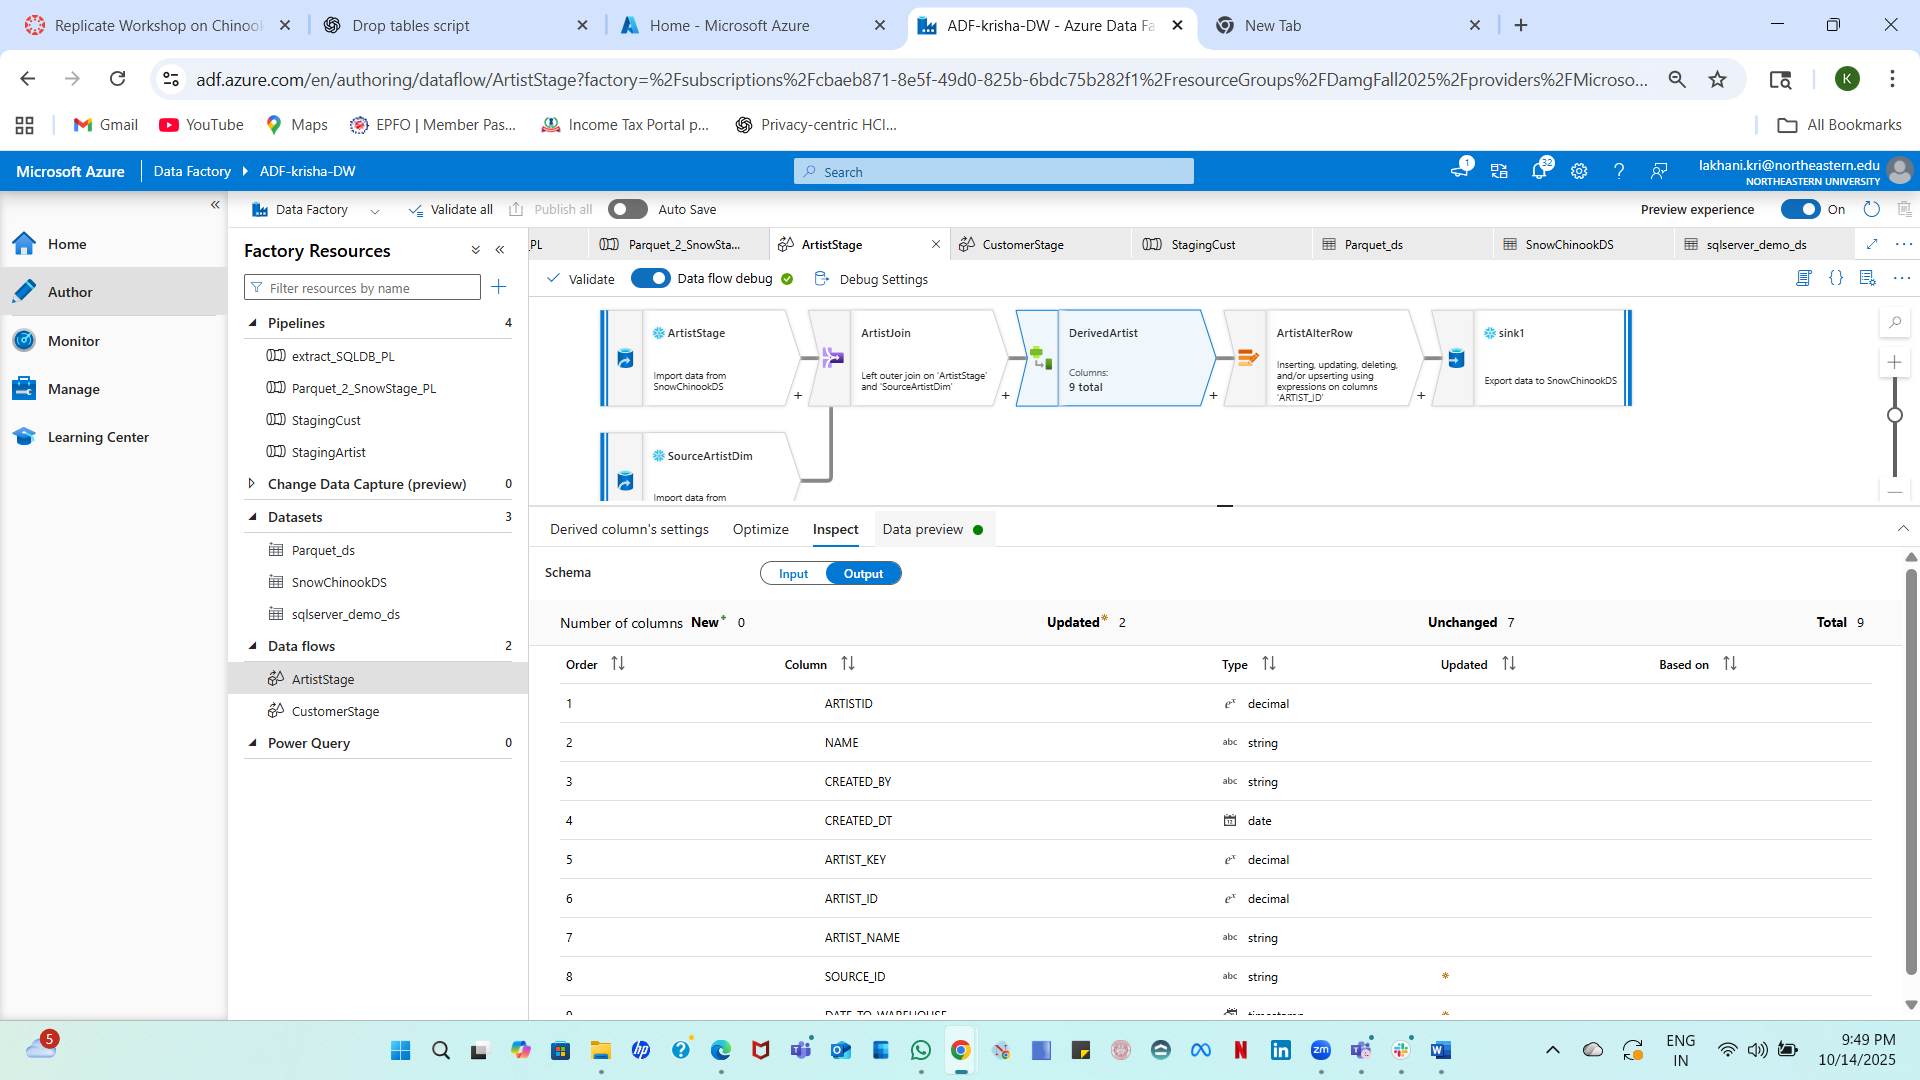 Replicate Workshop on Chinook
Drop tables script
Home - Microsoft Azure
ADF-krisha-DW - Azure Data Fa
New Tab
adf.azure.com/en/authoring/dataflow/ArtistStage?factory=%2Fsubscriptions%2Fcbaeb871-8e5f-49d0-825b-6bdc75b282f1%2FresourceGroups%2FDamgFall2025%2Fproviders%2FMicroso...
K
Gmail
YouTube
Maps
EPFO | Member Pas...
Income Tax Portal p...
Privacy-centric HCI...
All Bookmarks
Microsoft Azure
Data Factory
ADF-krisha-DW
Search
1
32
lakhani.kri@northeastern.edu
NORTHEASTERN UNIVERSITY
Home
Author
Monitor
Manage
Learning Center
Data Factory
Validate all
Publish all
Auto Save
Preview experience
On
Factory Resources
Filter resources by name
Pipelines 4
extract_SQLDB_PL
Parquet_2_SnowStage_PL
StagingCust
StagingArtist
Change Data Capture (preview) 0
Datasets 3
Parquet_ds
SnowChinookDS
sqlserver_demo_ds
Data flows 2
ArtistStage
CustomerStage
Power Query 0
_PL
Parquet_2_SnowSta...
ArtistStage
CustomerStage
StagingCust
Parquet_ds
SnowChinookDS
sqlserver_demo_ds
Validate
Data flow debug
Debug Settings
ArtistStage
Import data from
SnowChinookDS
ArtistJoin
Left outer join on 'ArtistStage'
and 'SourceArtistDim'
DerivedArtist
Columns:
9 total
ArtistAlterRow
Inserting, updating, deleting,
and/or upserting using
expressions on columns
'ARTIST_ID'
sink1
Export data to SnowChinookDS
SourceArtistDim
Import data from
Derived column's settings
Optimize
Inspect
Data preview
Schema
Input
Output
Number of columns New 0 Updated 2 Unchanged 7 Total 9
Order Column Type Updated Based on
1 ARTISTID decimal
2 NAME abc string
3 CREATED_BY abc string
4 CREATED_DT date
5 ARTIST_KEY decimal
6 ARTIST_ID decimal
7 ARTIST_NAME abc string
8 SOURCE_ID abc string
9 DATE_TO_WAREHOUSE timestamp
5
ENG
IN
9:49 PM
10/14/2025